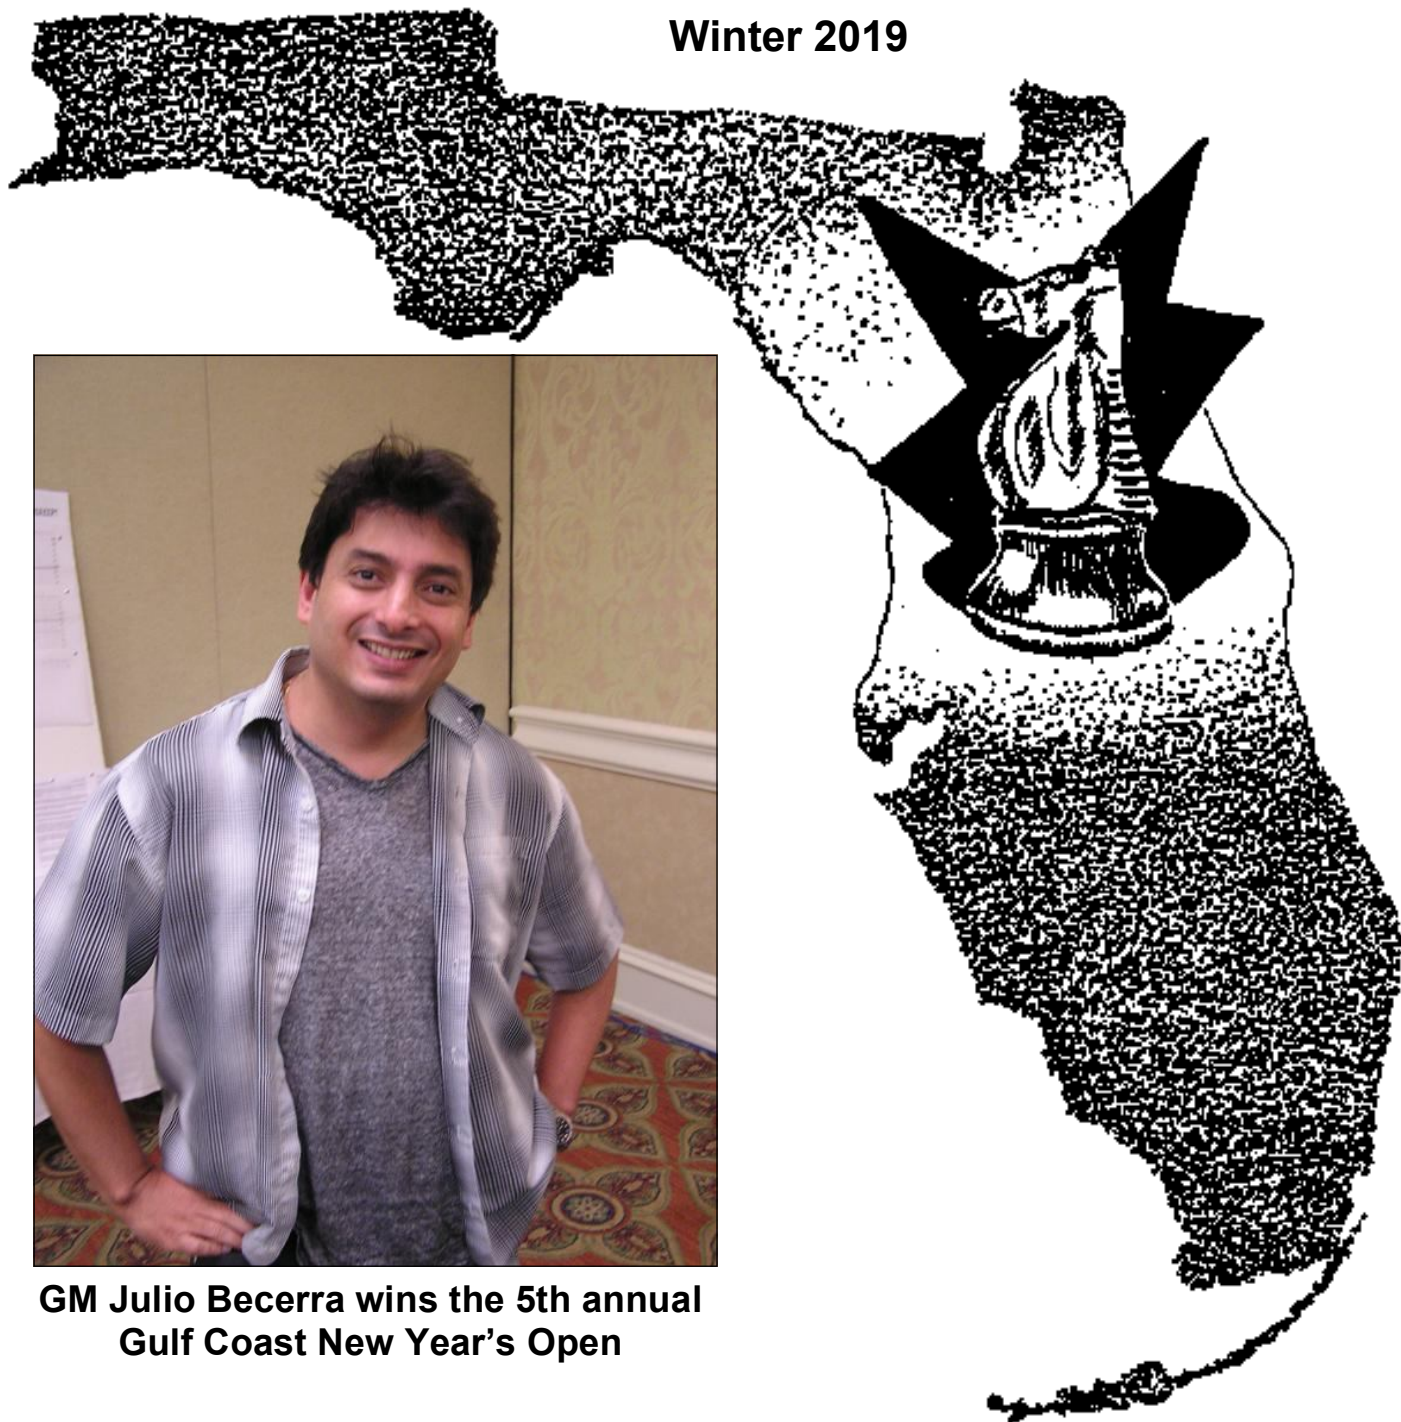 Winter 2019
GM Julio Becerra wins the 5th annual
Gulf Coast New Year’s Open